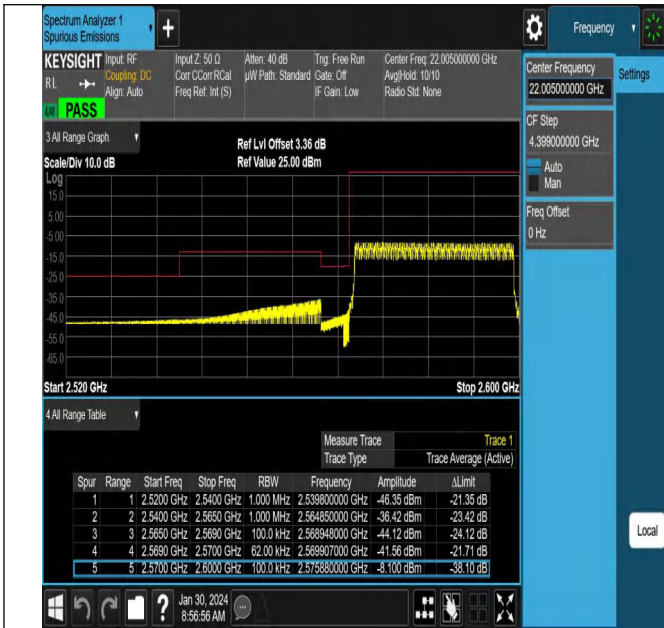 Spectrum Analyzer 1
Spurious Emissions
Frequency
KEYSIGHT
RL
PASS
Input: RF
Coupling: DC
Align: Auto
Input Z: 50 Ω
Corr CCorr RCal
Freq Ref: Int (S)
Atten: 40 dB
µW Path: Standard
Trig: Free Run
Gate: Off
IF Gain: Low
Center Freq: 22.005000000 GHz
Avg|Hold: 10/10
Radio Std: None
Center Frequency
22.005000000 GHz
Settings
CF Step
4.399000000 GHz
Auto
Man
Freq Offset
0 Hz
3 All Range Graph
Scale/Div 10.0 dB
Ref Lvl Offset 3.36 dB
Ref Value 25.00 dBm
Log
15.0
5.00
-5.00
-15.0
-25.0
-35.0
-45.0
-55.0
-65.0
Start 2.520 GHz
Stop 2.600 GHz
4 All Range Table
Measure Trace Trace 1
Trace Type Trace Average (Active)
Spur Range Start Freq Stop Freq RBW Frequency Amplitude ΔLimit
1 1 2.5200 GHz 2.5400 GHz 1.000 MHz 2.539800000 GHz -46.35 dBm -21.35 dB
2 2 2.5400 GHz 2.5650 GHz 1.000 MHz 2.564850000 GHz -36.42 dBm -23.42 dB
3 3 2.5650 GHz 2.5690 GHz 100.0 kHz 2.568948000 GHz -44.12 dBm -24.12 dB
4 4 2.5690 GHz 2.5700 GHz 62.00 kHz 2.569907000 GHz -41.56 dBm -21.71 dB
5 5 2.5700 GHz 2.6000 GHz 100.0 kHz 2.575880000 GHz -8.100 dBm -38.10 dB
Local
Jan 30, 2024
8:56:56 AM